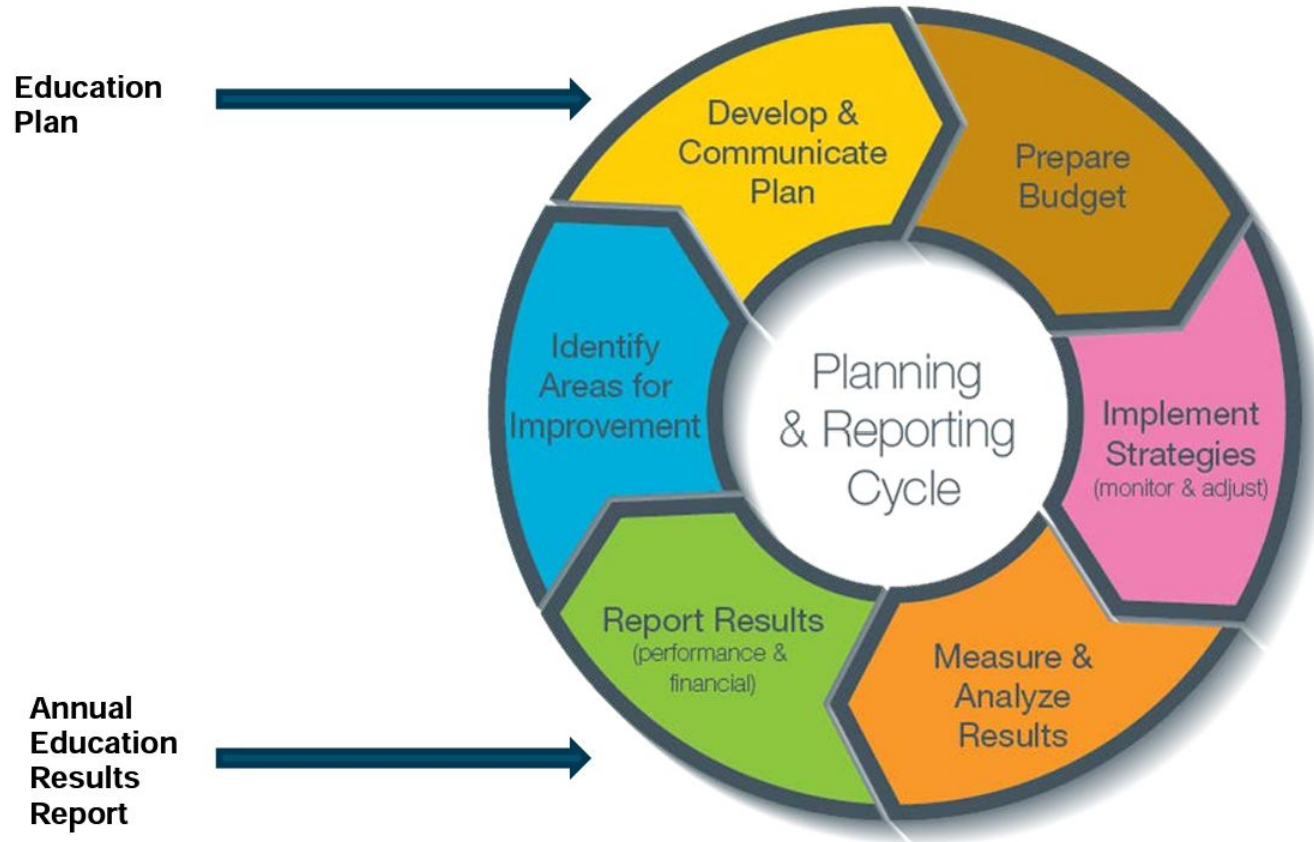 Education
Plan
Develop &
Communicate
Plan
Prepare
Budget
Implement
Strategies
(monitor & adjust)
Measure &
Analyze
Results
Report Results
(performance &
financial)
Identify
Areas for
Improvement
Planning
& Reporting
Cycle
Annual
Education
Results
Report